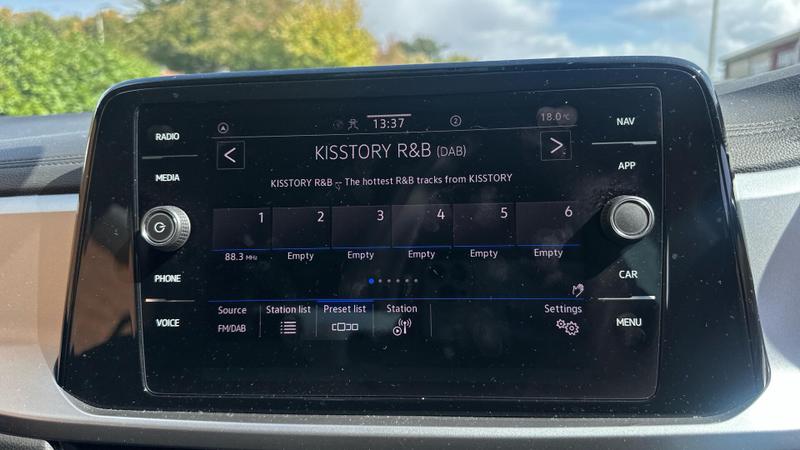 RADIO
MEDIA
PHONE
VOICE
13:37
2
18.0°C
KISSTORY R&B (DAB)
KISSTORY R&B – The hottest R&B tracks from KISSTORY
1 2 3 4 5 6
88.3 MHz Empty Empty Empty Empty Empty
Source Station list Preset list Station Settings
FM/DAB
NAV
APP
CAR
MENU